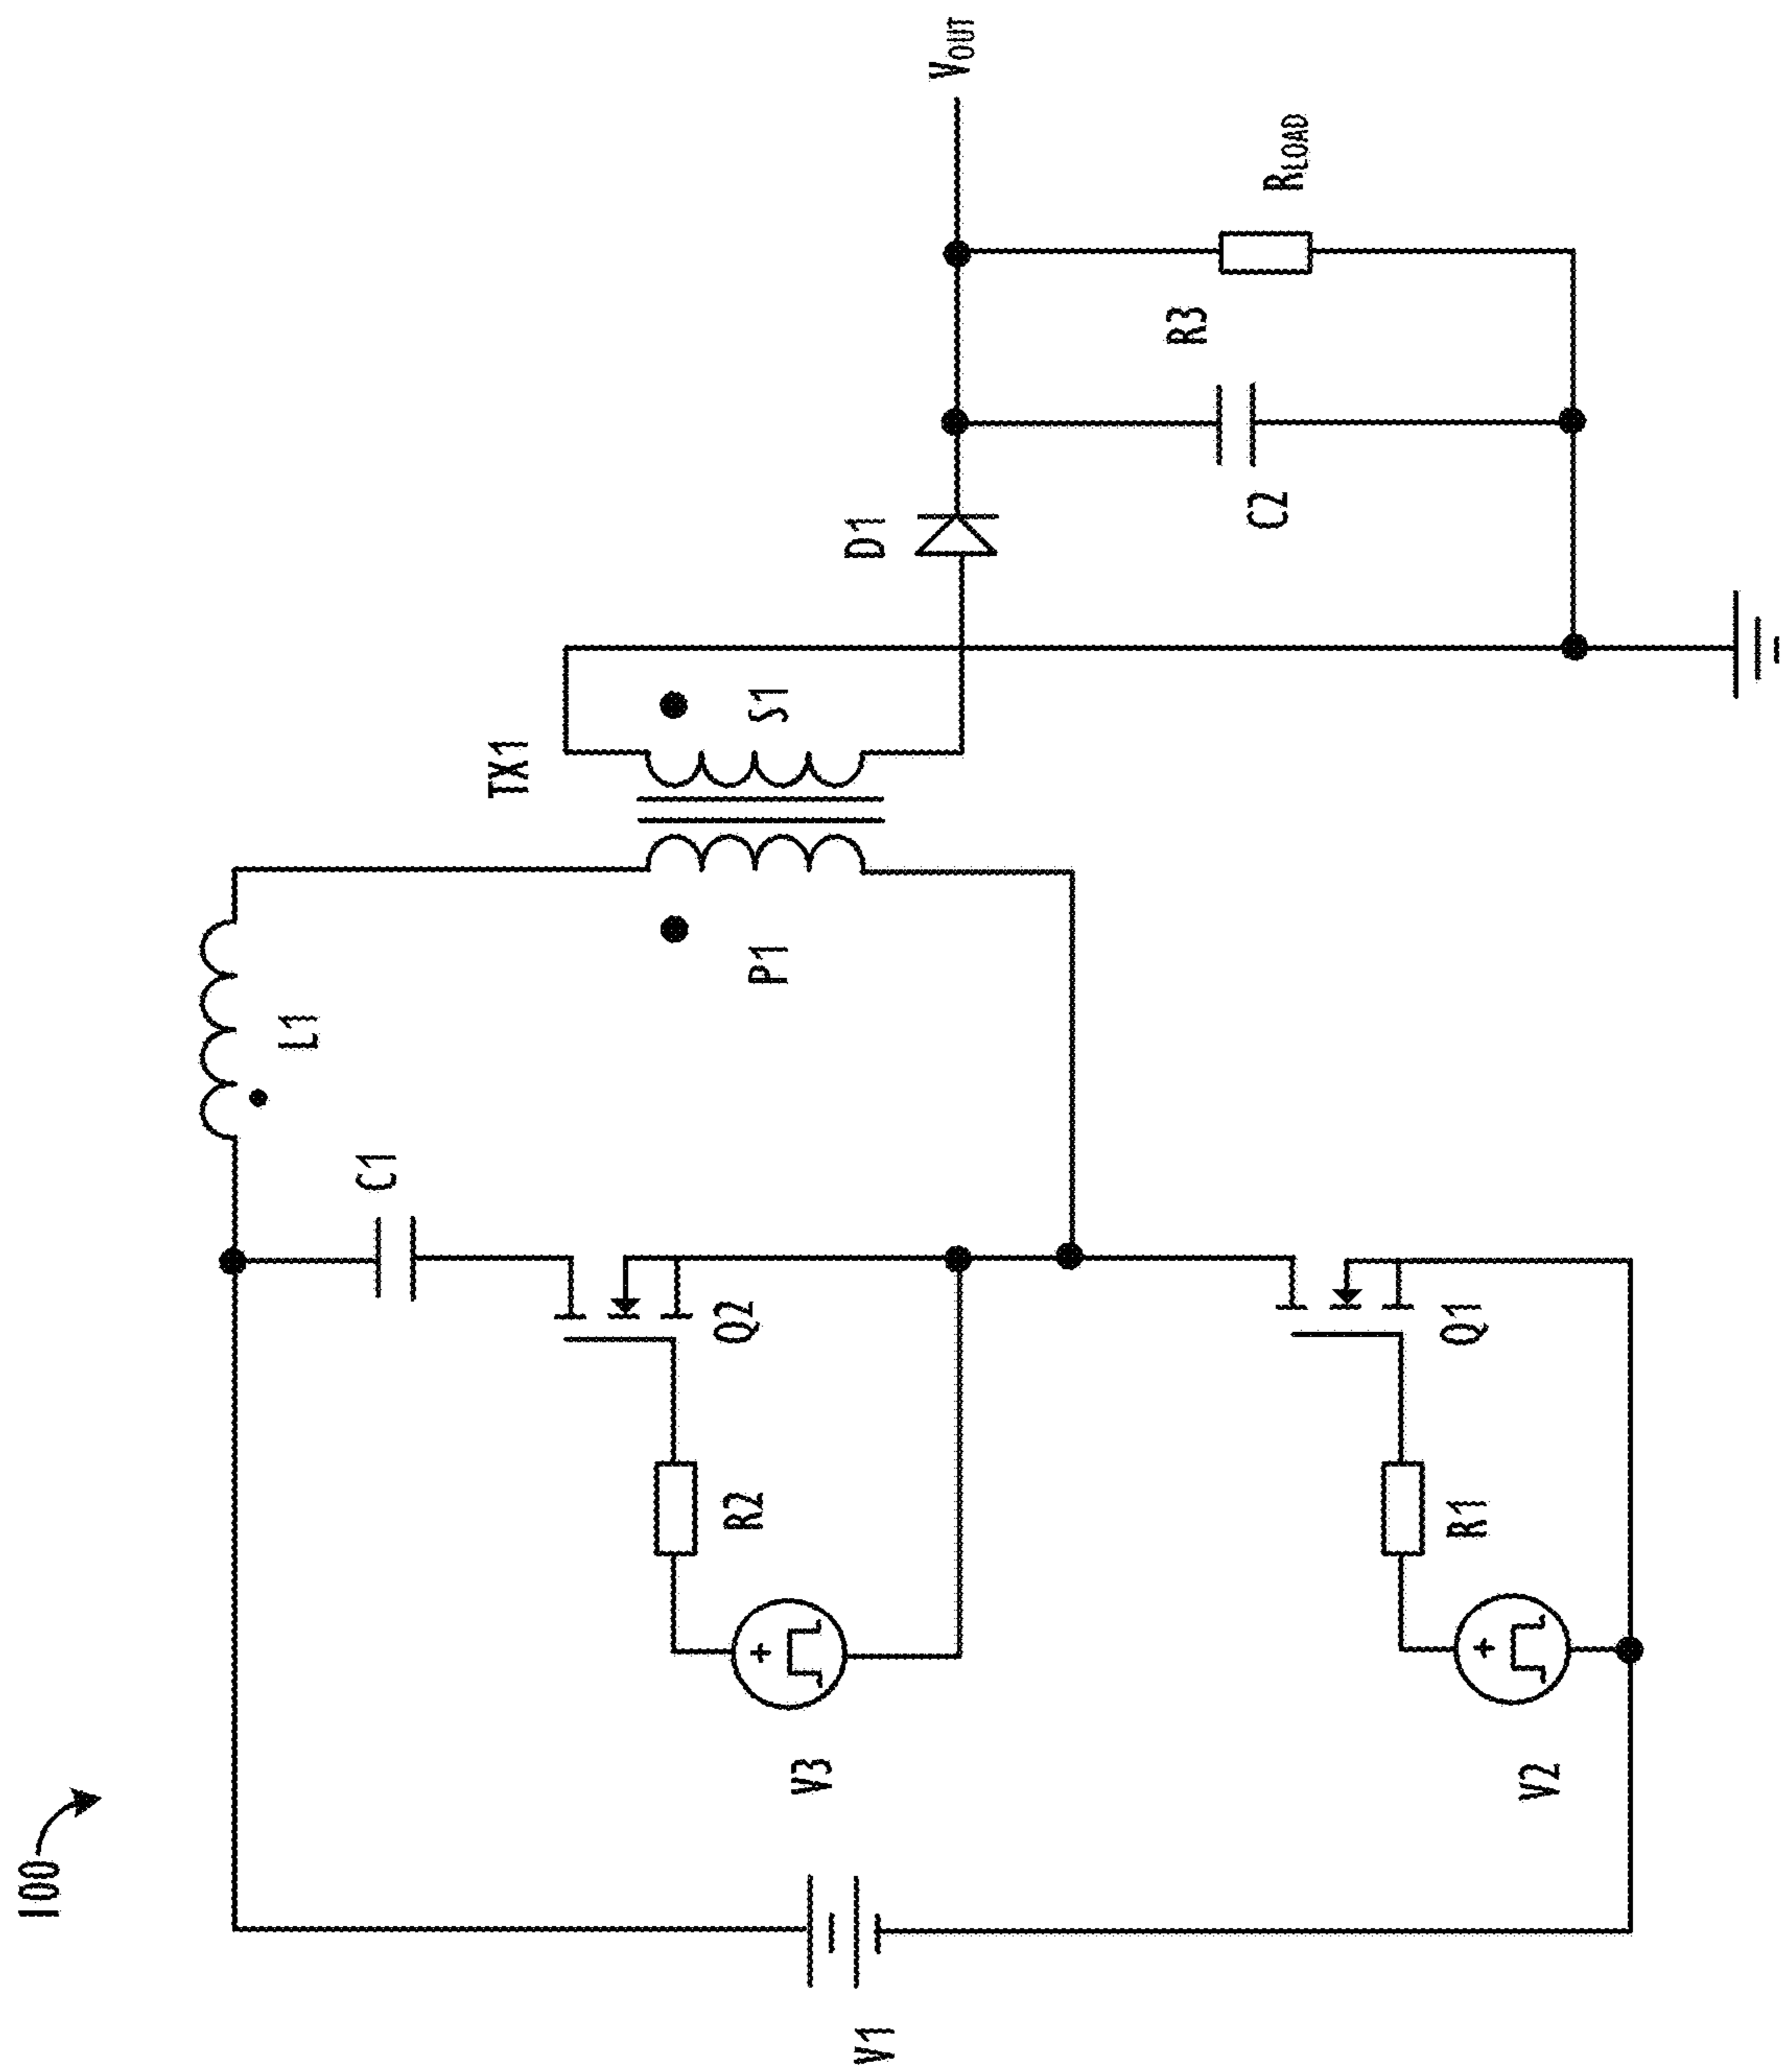 100
V1
V3
V2
R2
R1
Q2
Q1
C1
L1
P1
TX1
S1
D1
C2
R3
RLOAD
VOUT
+
+